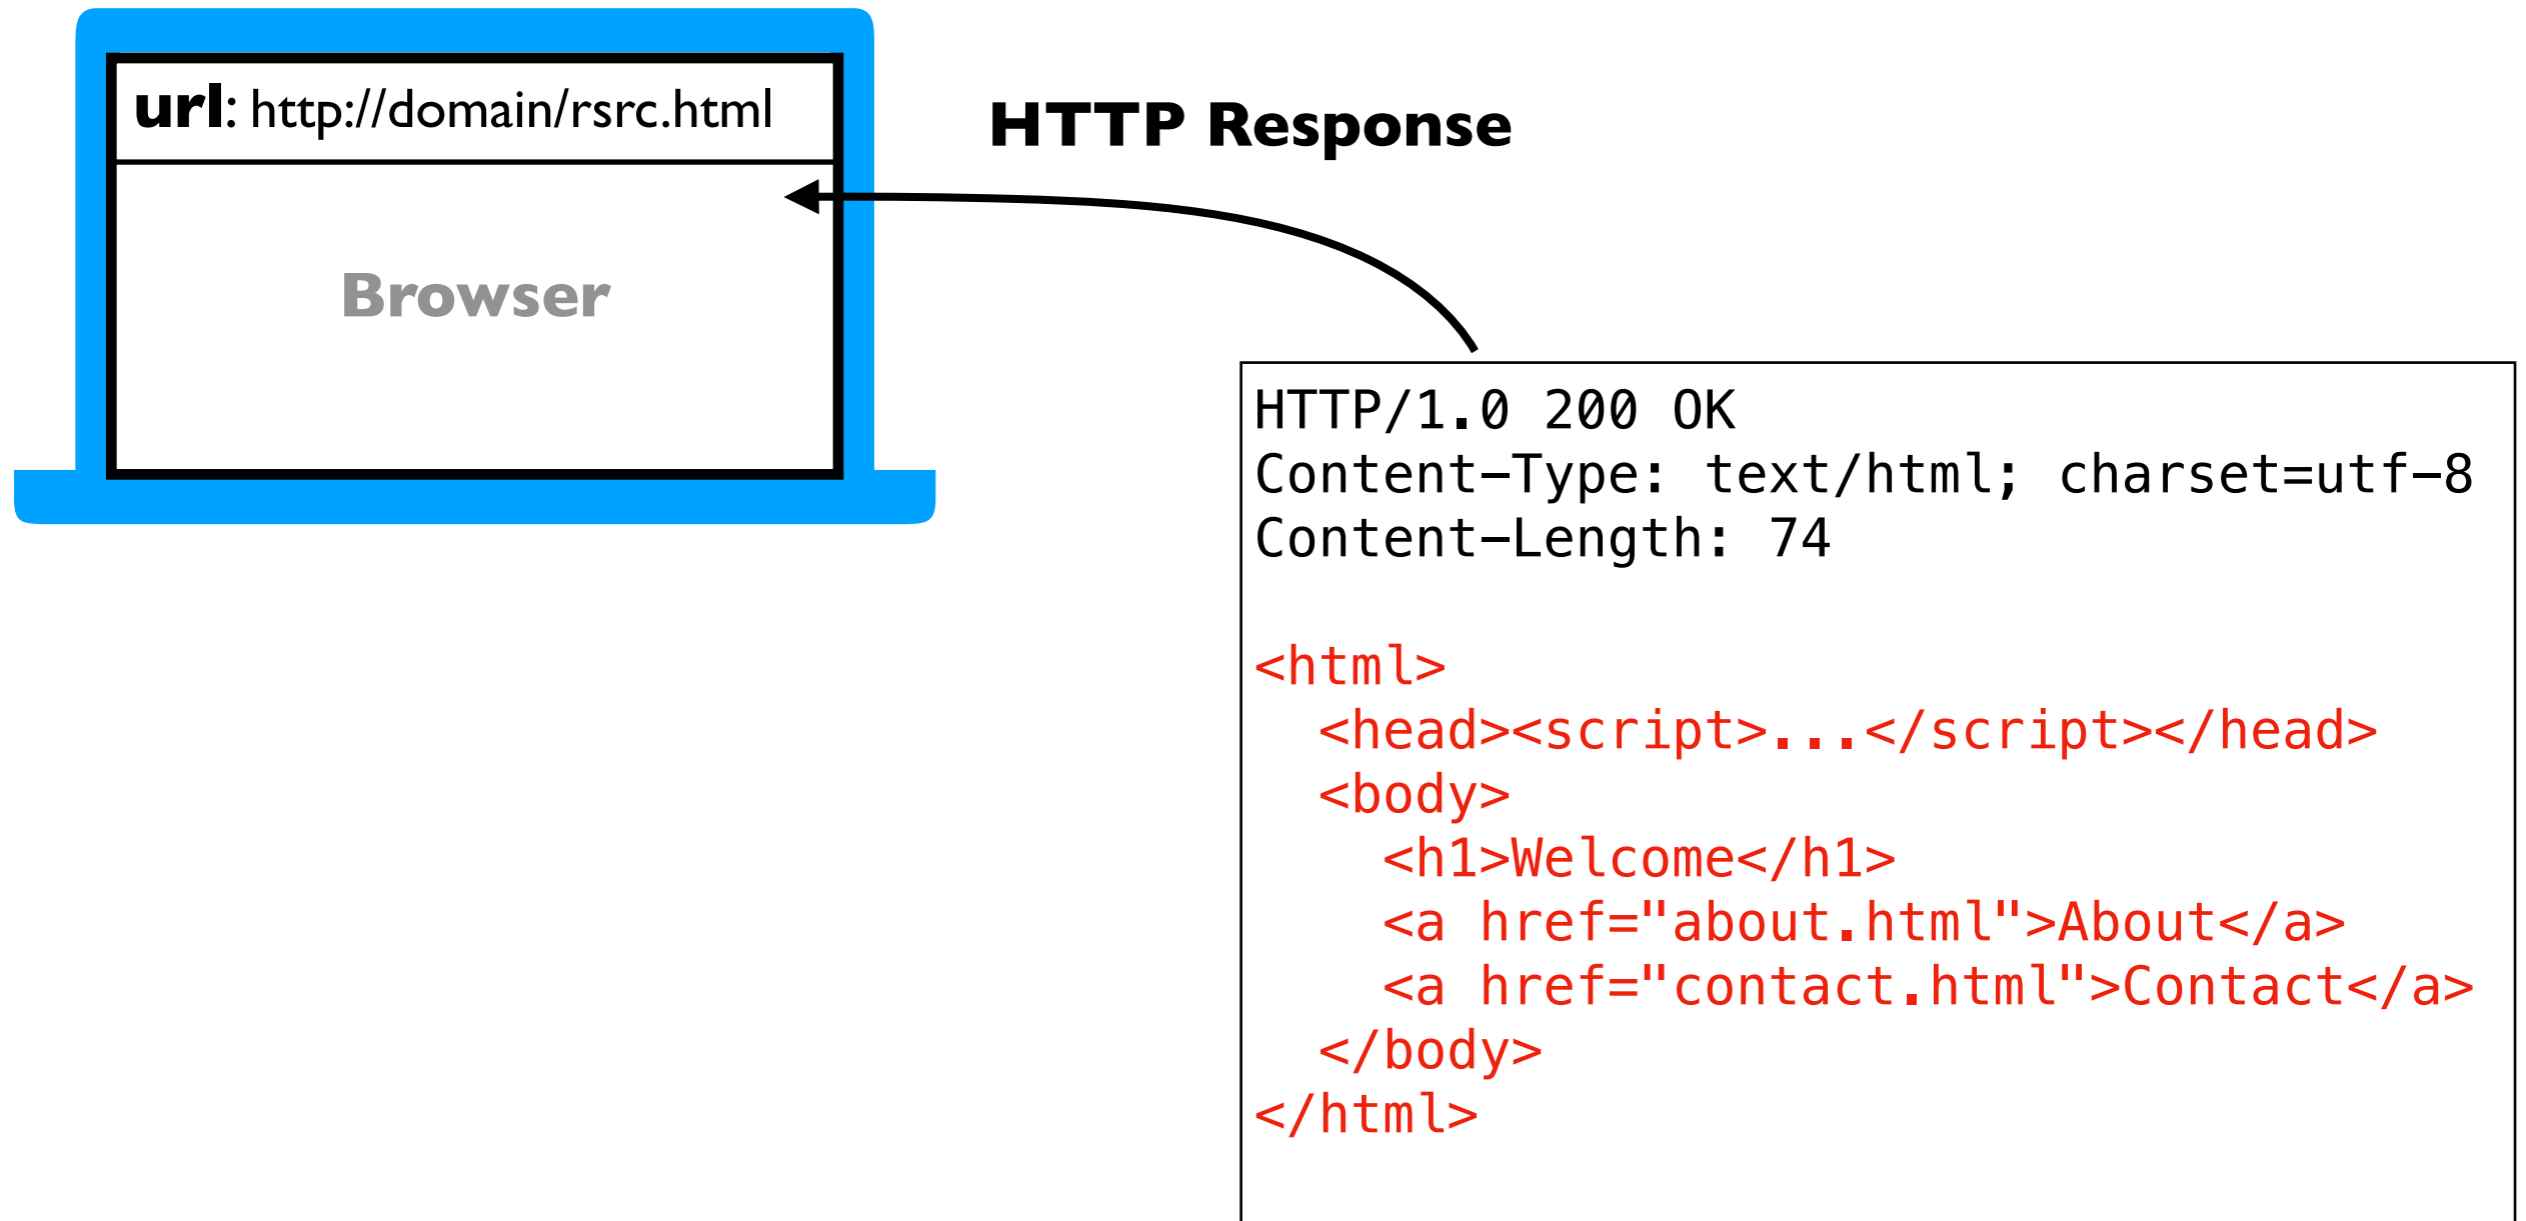 url: http://domain/rsrc.html
HTTP Response
Browser
HTTP/1.0 200 OK
Content-Type: text/html; charset=utf-8
Content-Length: 74
<html>
  <head><script>...</script></head>
  <body>
    <h1>Welcome</h1>
    <a href="about.html">About</a>
    <a href="contact.html">Contact</a>
  </body>
</html>